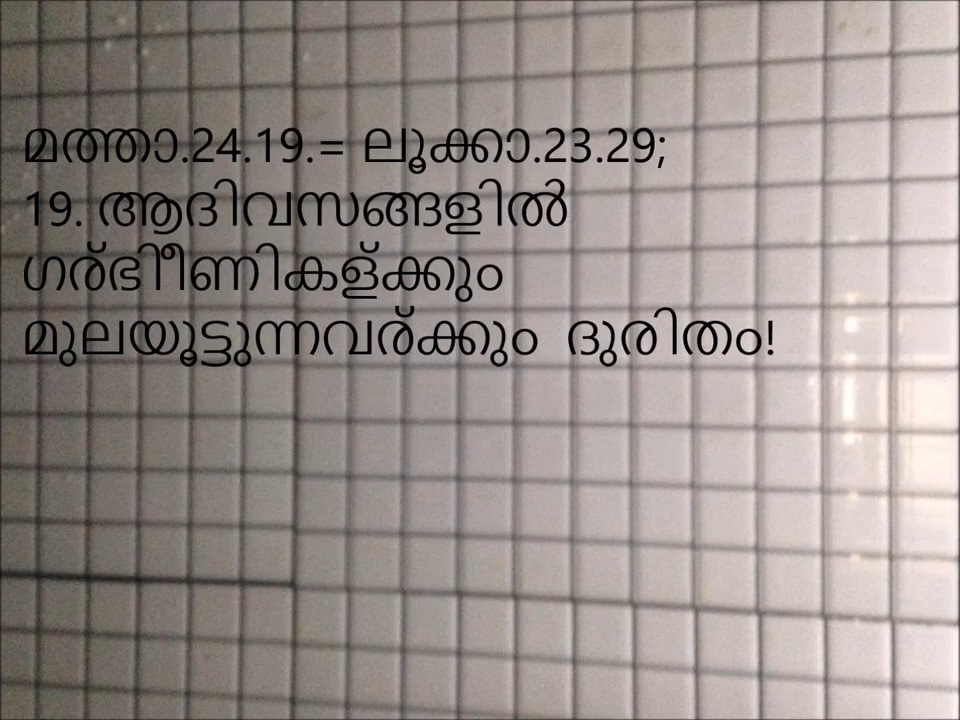 മത്താ.24.19.= ലൂക്കാ.23.29;
19. ആദിവസങ്ങളിൽ
ഗര്ഭിീണികള്ക്കും
മുലയൂട്ടുന്നവര്ക്കും ദുരിതം!